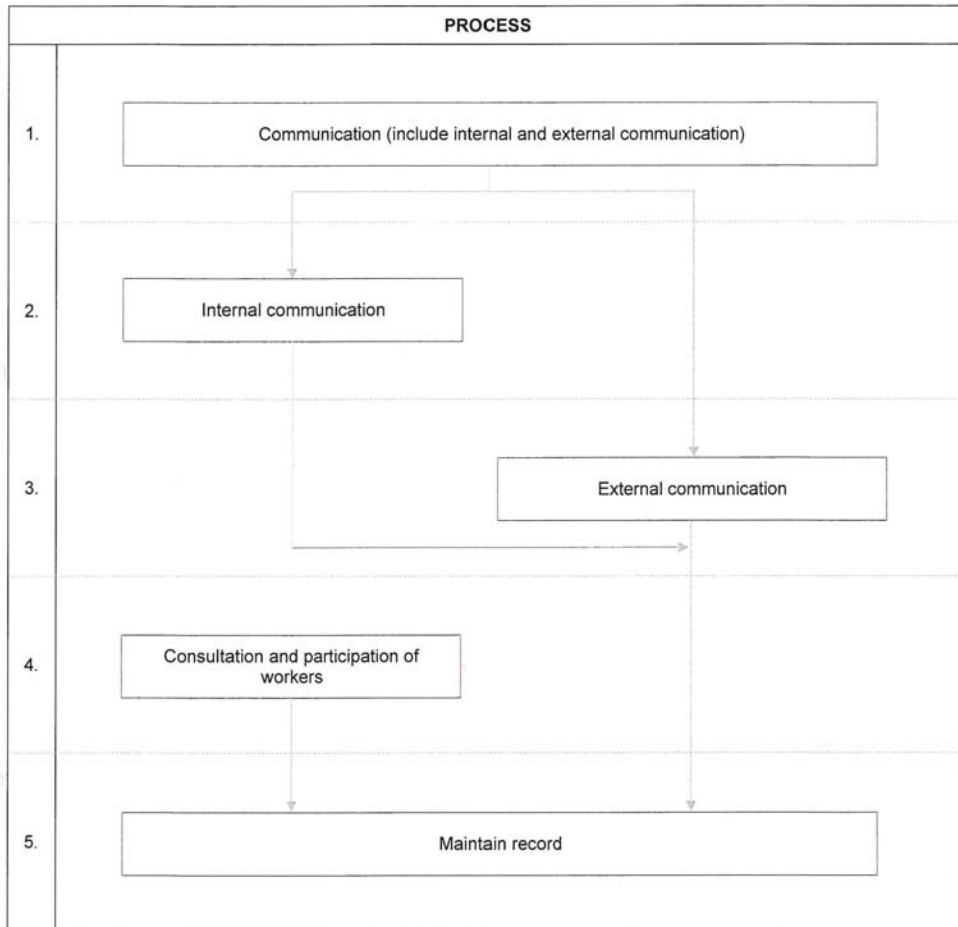 PROCESS
1.
Communication (include internal and external communication)
2.
Internal communication
3.
External communication
4.
Consultation and participation of
workers
5.
Maintain record